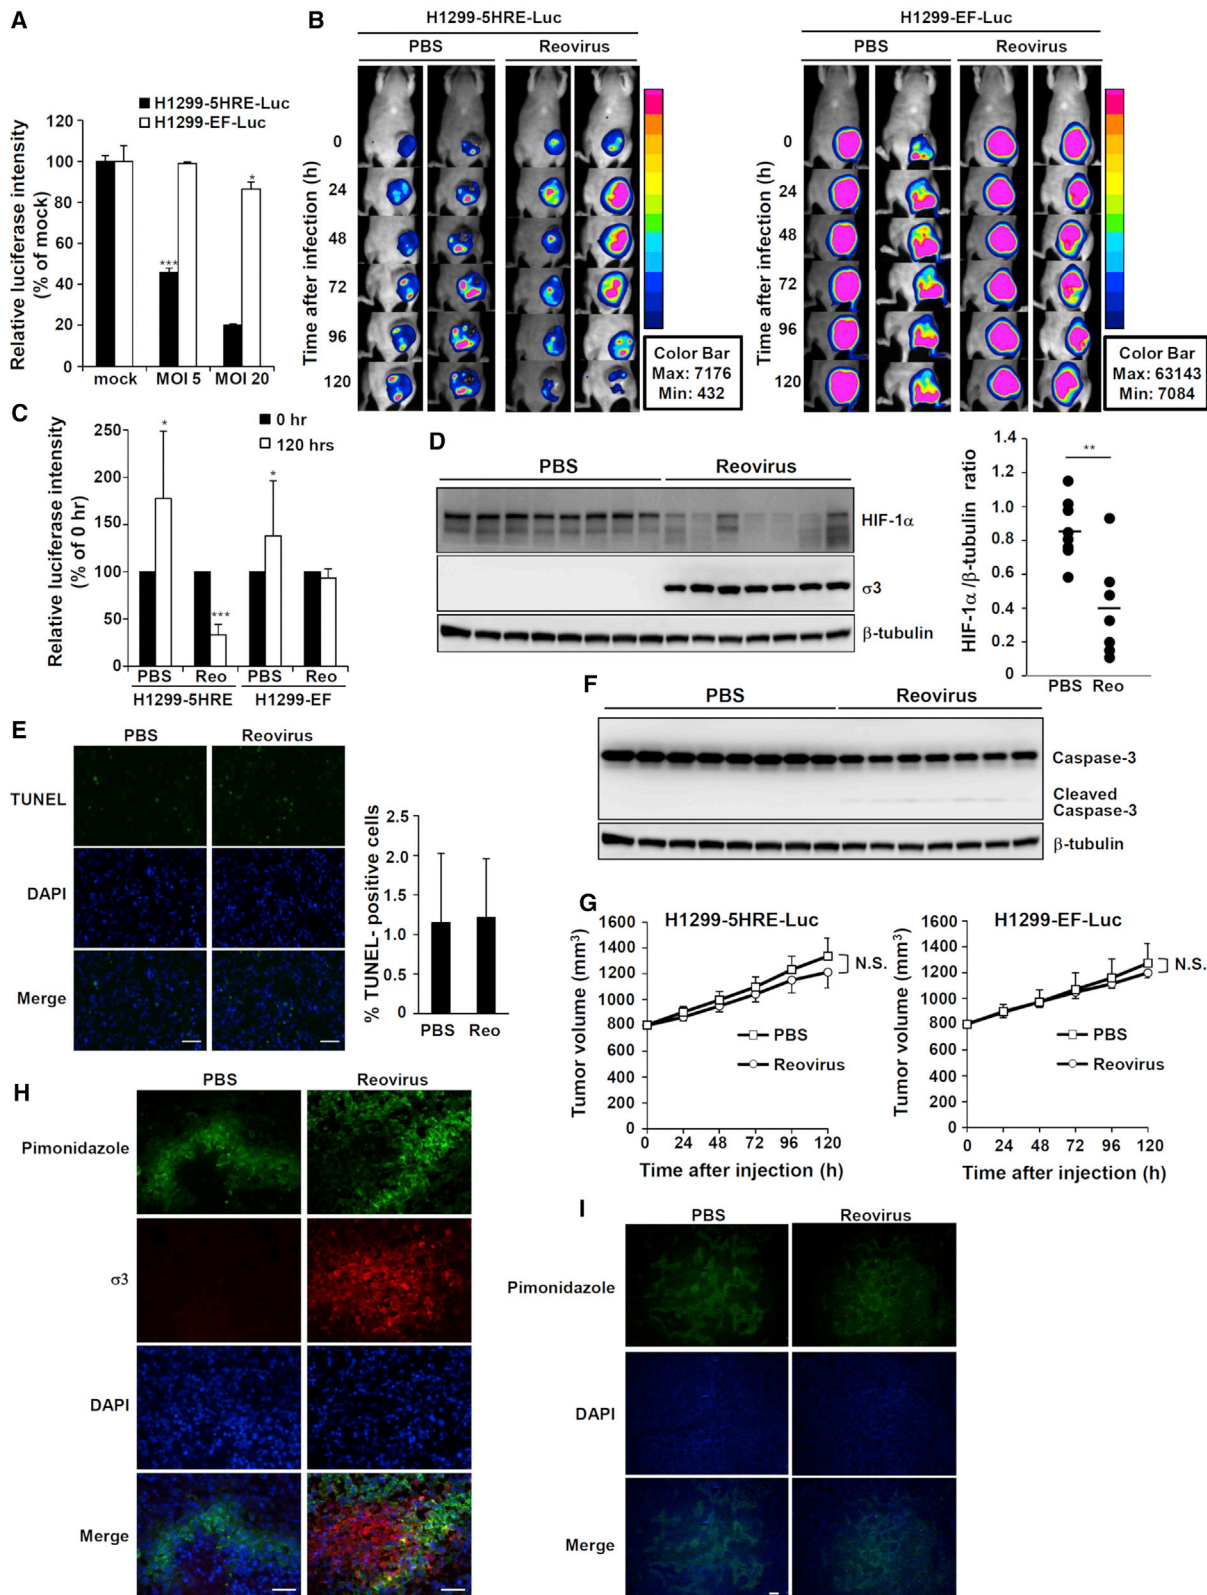 A
H1299-5HRE-Luc
H1299-EF-Luc
Relative luciferase intensity
(% of mock)
120
100
80
60
40
20
0
***
*
mock MOI 5 MOI 20
B
H1299-5HRE-Luc
PBS Reovirus
Time after infection (h)
0
24
48
72
96
120
Color Bar
Max: 7176
Min: 432
H1299-EF-Luc
PBS Reovirus
Time after infection (h)
0
24
48
72
96
120
Color Bar
Max: 63143
Min: 7084
C
0 hr
120 hrs
Relative luciferase intensity
(% of 0 hr)
250
200
150
100
50
0
*
***
*
PBS Reo PBS Reo
H1299-5HRE H1299-EF
D
PBS Reovirus
HIF-1α
σ3
β-tubulin
HIF-1α/β-tubulin ratio
1.4
1.2
1.0
0.8
0.6
0.4
0.2
0
**
PBS Reo
E
PBS Reovirus
TUNEL
DAPI
Merge
% TUNEL- positive cells
2.5
2.0
1.5
1.0
0.5
0
PBS Reo
F
PBS Reovirus
Caspase-3
Cleaved
Caspase-3
β-tubulin
G
H1299-5HRE-Luc
Tumor volume (mm³)
1600
1400
1200
1000
800
600
400
200
0
N.S.
PBS
Reovirus
0 24 48 72 96 120
Time after injection (h)
H1299-EF-Luc
Tumor volume (mm³)
1600
1400
1200
1000
800
600
400
200
0
N.S.
PBS
Reovirus
0 24 48 72 96 120
Time after injection (h)
H
PBS Reovirus
Pimonidazole
σ3
DAPI
Merge
I
PBS Reovirus
Pimonidazole
DAPI
Merge